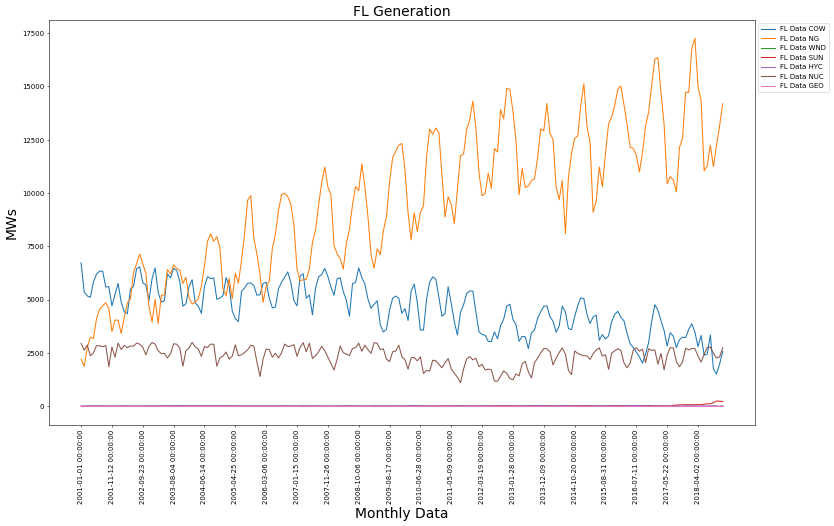 FL Generation
17500
15000
12500
10000
7500
5000
2500
0
MWs
2001-01-01 00:00:00
2001-11-12 00:00:00
2002-09-23 00:00:00
2003-08-04 00:00:00
2004-06-14 00:00:00
2005-04-25 00:00:00
2006-03-06 00:00:00
2007-01-15 00:00:00
2007-11-26 00:00:00
2008-10-06 00:00:00
2009-08-17 00:00:00
2010-06-28 00:00:00
2011-05-09 00:00:00
2012-03-19 00:00:00
2013-01-28 00:00:00
2013-12-09 00:00:00
2014-10-20 00:00:00
2015-08-31 00:00:00
2016-07-11 00:00:00
2017-05-22 00:00:00
2018-04-02 00:00:00
Monthly Data
FL Data COW
FL Data NG
FL Data WND
FL Data SUN
FL Data HYC
FL Data NUC
FL Data GEO